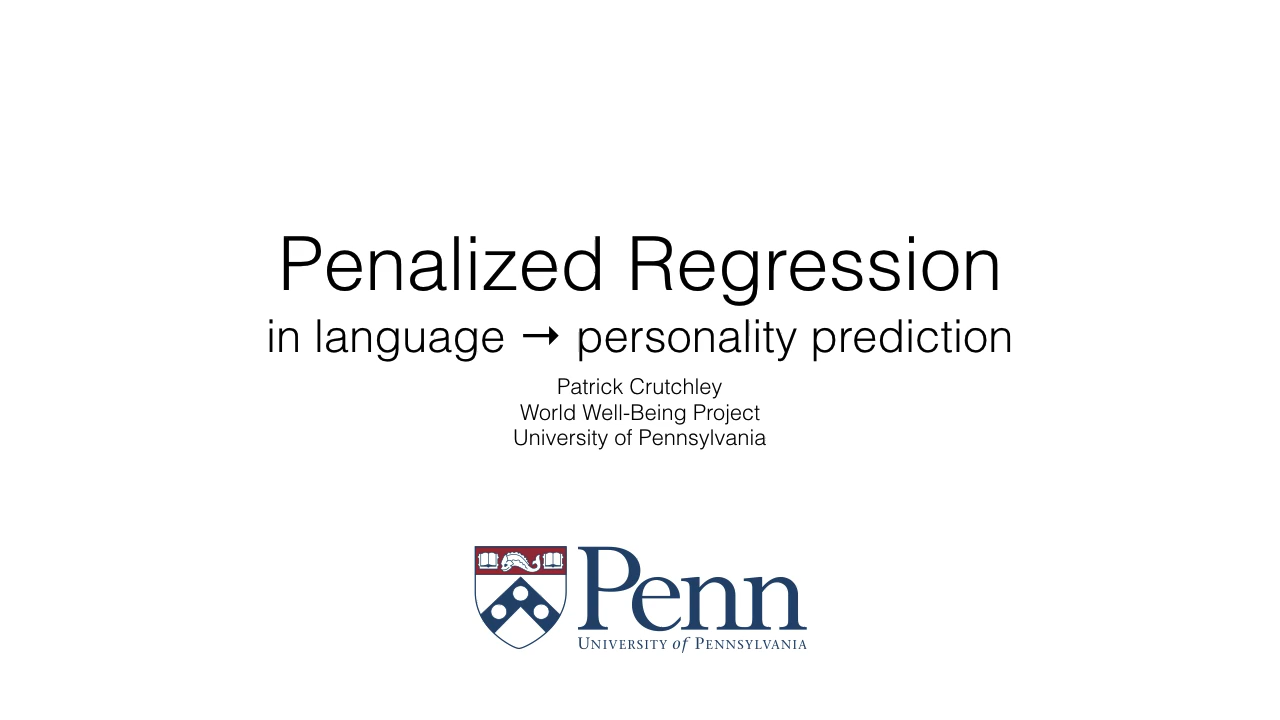 Penalized Regression
in language → personality prediction
Patrick Crutchley
World Well-Being Project
University of Pennsylvania
Penn
University of Pennsylvania